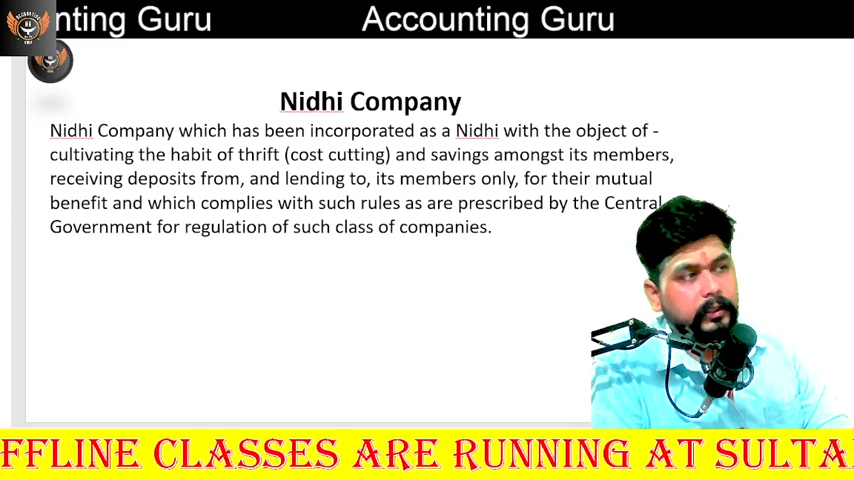 nting Guru
Accounting Guru
Nidhi Company
Nidhi Company which has been incorporated as a Nidhi with the object of -
cultivating the habit of thrift (cost cutting) and savings amongst its members,
receiving deposits from, and lending to, its members only, for their mutual
benefit and which complies with such rules as are prescribed by the Central
Government for regulation of such class of companies.
FFLINE CLASSES ARE RUNNING AT SULTA